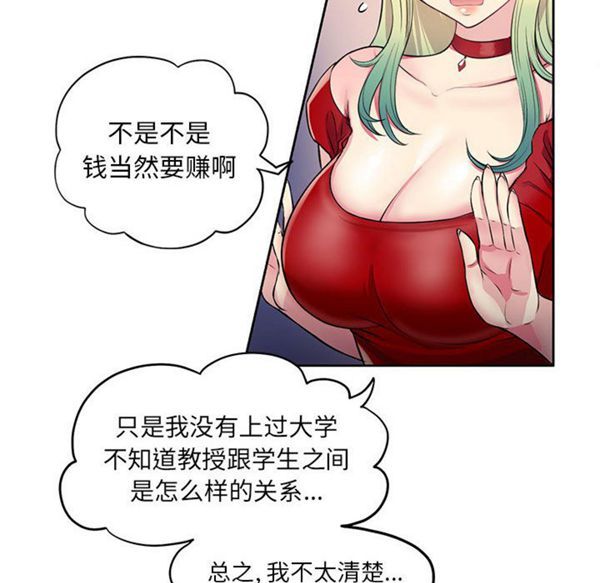 不是不是
钱当然要赚啊
只是我没有上过大学
不知道教授跟学生之间
是怎么样的关系...
总之,我不太清楚...